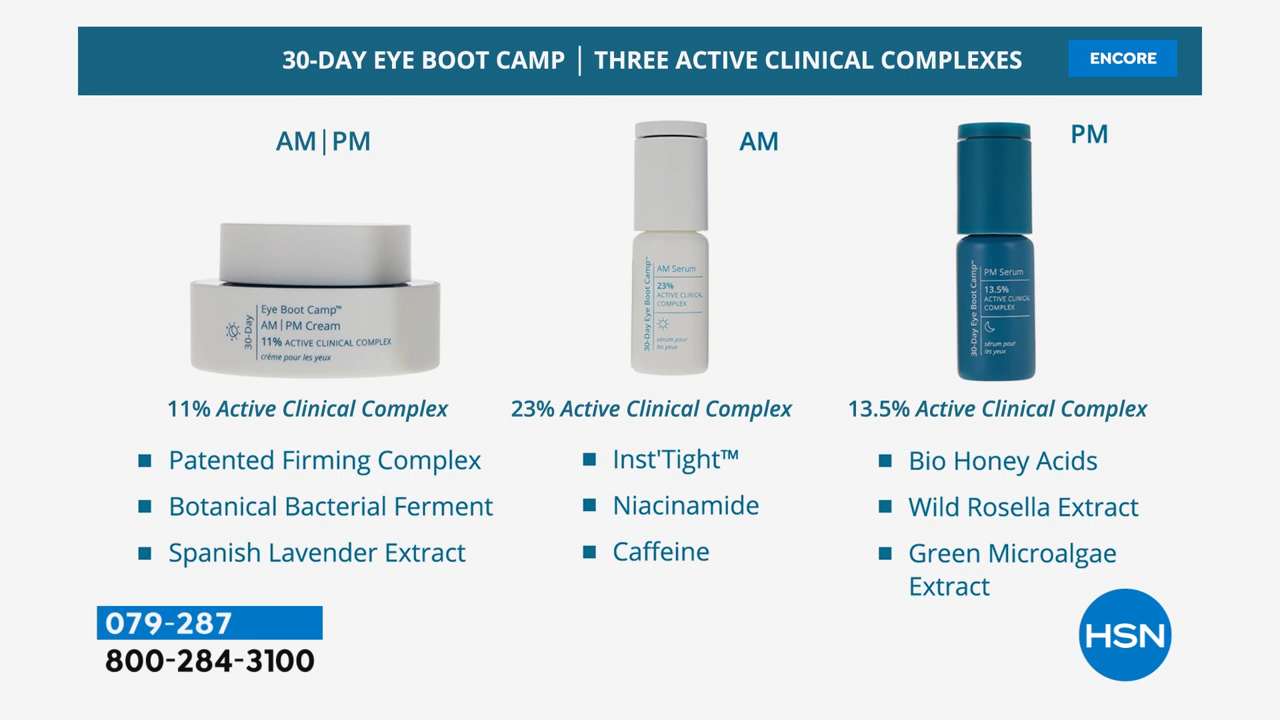 30-DAY EYE BOOT CAMP | THREE ACTIVE CLINICAL COMPLEXES
ENCORE
AM|PM
30-Day
Eye Boot Camp™
AM|PM Cream
11% ACTIVE CLINICAL COMPLEX
crème pour les yeux
11% Active Clinical Complex
■ Patented Firming Complex
■ Botanical Bacterial Ferment
■ Spanish Lavender Extract
AM
30-Day Eye Boot Camp™
AM Serum
23%
ACTIVE CLINICAL
COMPLEX
sérum pour
les yeux
23% Active Clinical Complex
■ Inst'Tight™
■ Niacinamide
■ Caffeine
PM
30-Day Eye Boot Camp™
PM Serum
13.5%
ACTIVE CLINICAL
COMPLEX
sérum pour
les yeux
13.5% Active Clinical Complex
■ Bio Honey Acids
■ Wild Rosella Extract
■ Green Microalgae
Extract
079-287
800-284-3100
HSN